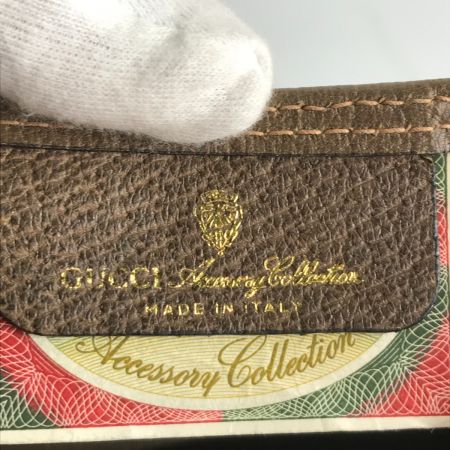 GUCCI Accessory Collection
MADE IN ITALY
Accessory Collection